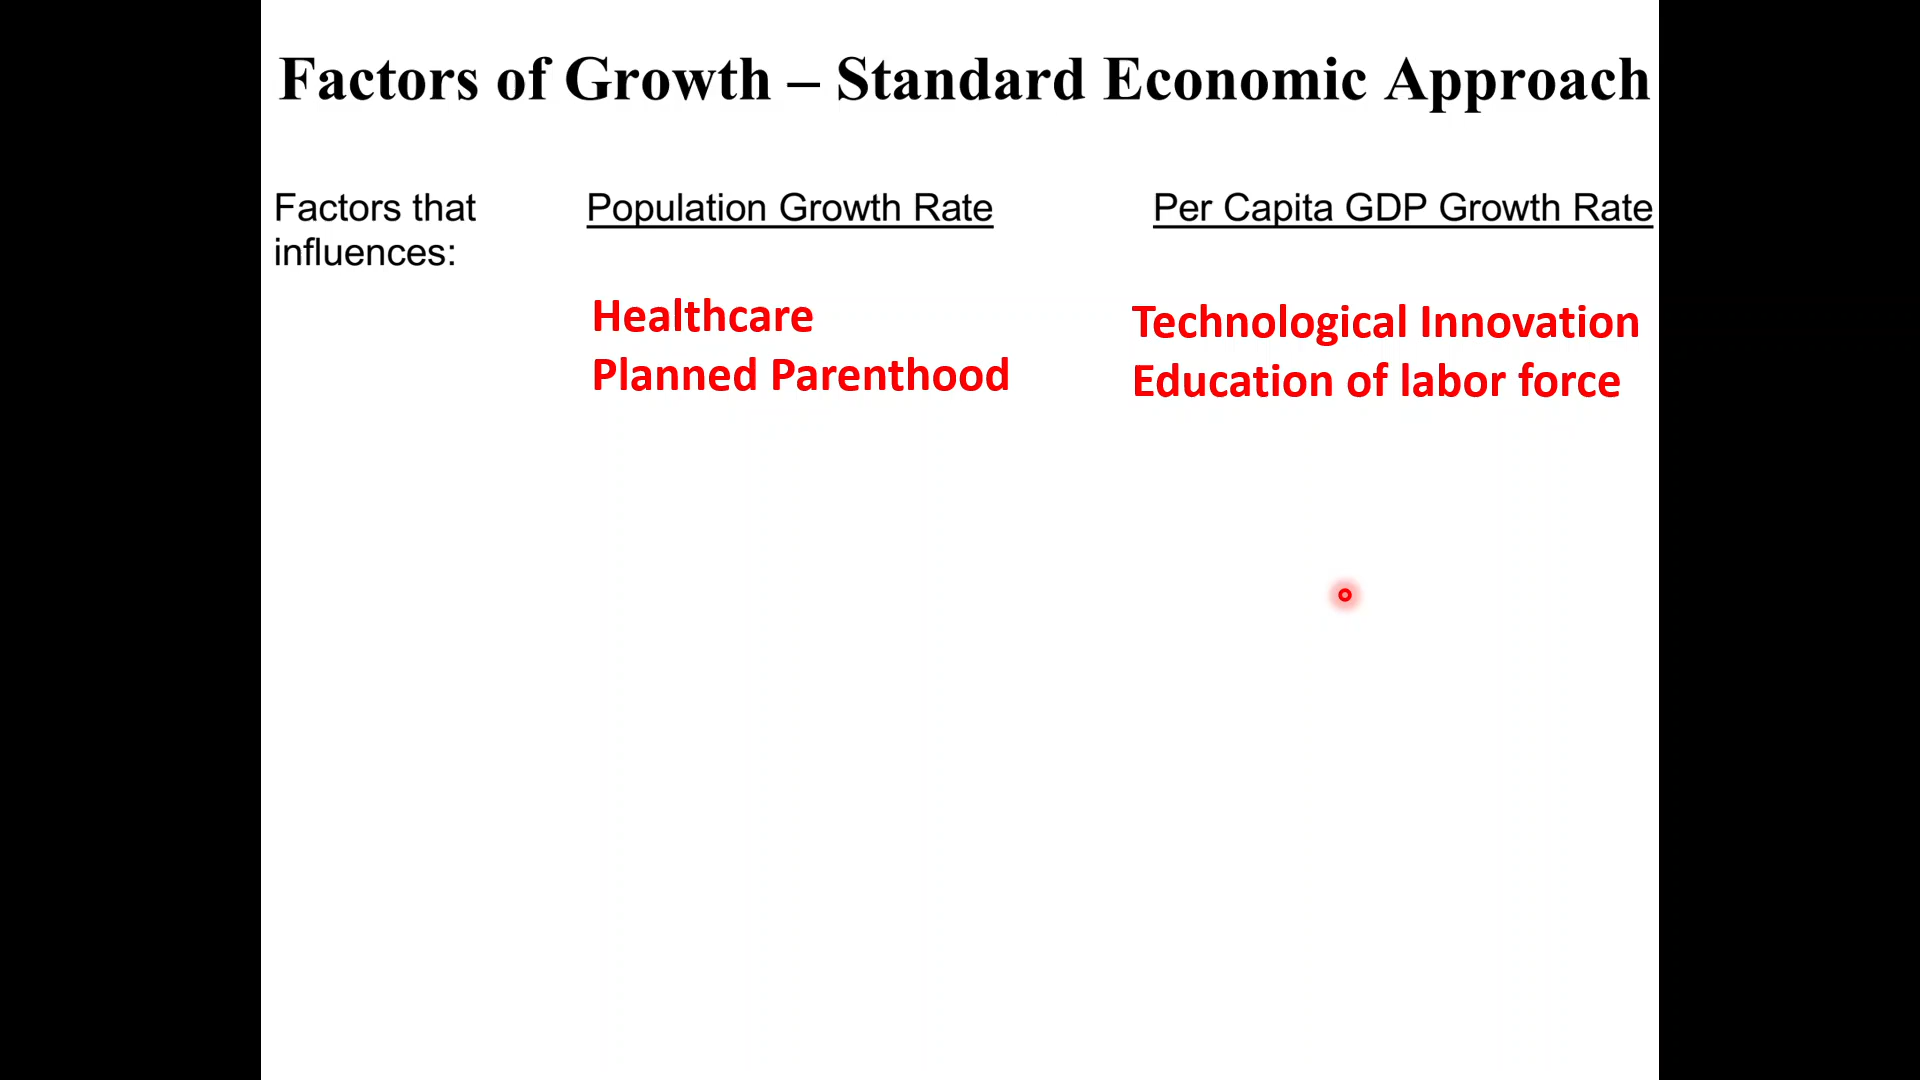 Factors of Growth – Standard Economic Approach
Factors that
influences:
Population Growth Rate
Healthcare
Planned Parenthood
Per Capita GDP Growth Rate
Technological Innovation
Education of labor force